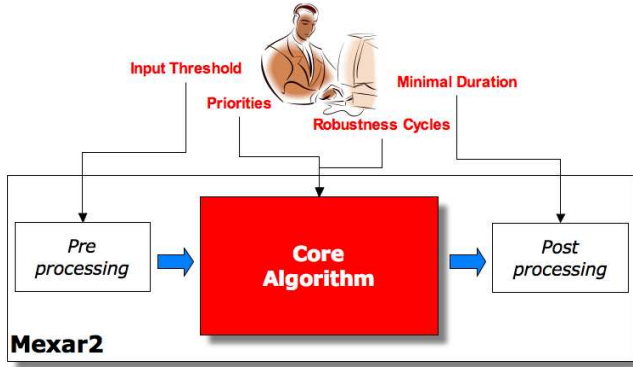 Input Threshold
Minimal Duration
Priorities
Robustness Cycles
Pre
processing
Core
Algorithm
Post
processing
Mexar2